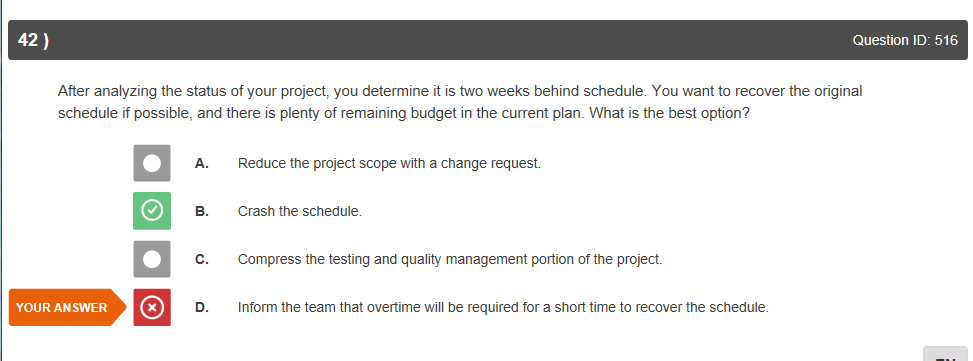 42 )
Question ID: 516
After analyzing the status of your project, you determine it is two weeks behind schedule. You want to recover the original
schedule if possible, and there is plenty of remaining budget in the current plan. What is the best option?
A. Reduce the project scope with a change request.
B. Crash the schedule.
C. Compress the testing and quality management portion of the project.
YOUR ANSWER D. Inform the team that overtime will be required for a short time to recover the schedule.